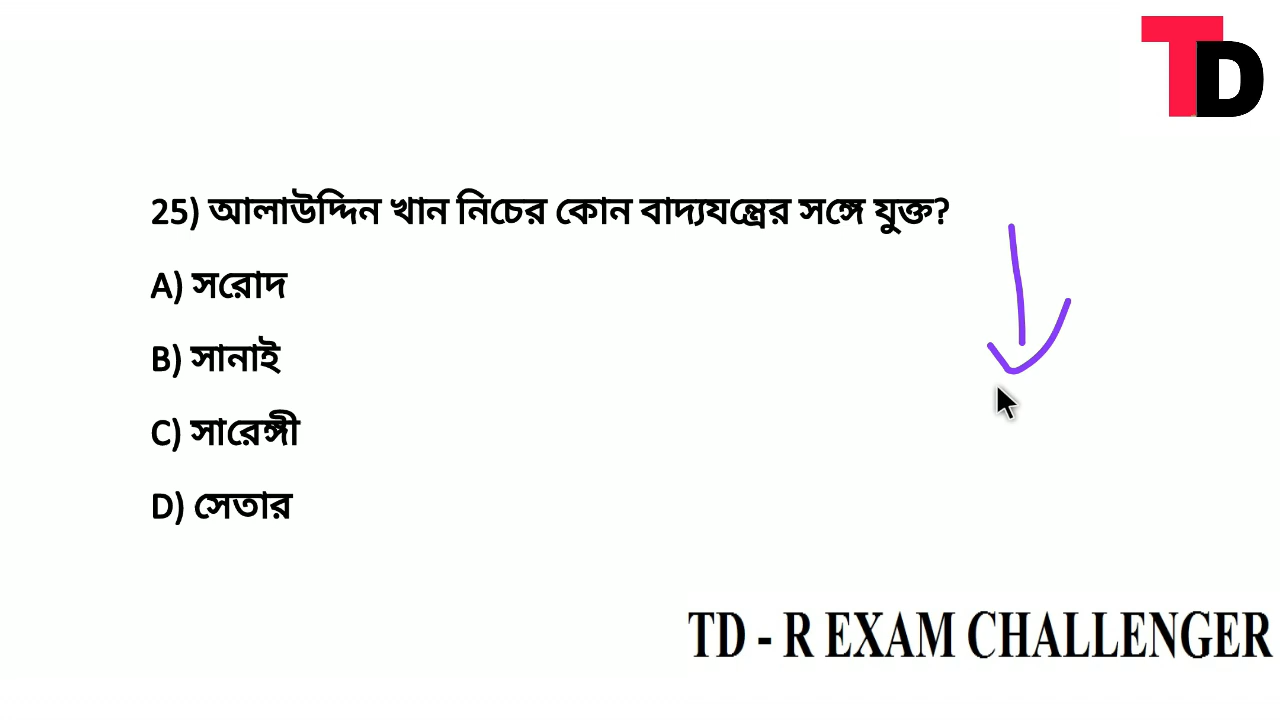 TD
25) আলাউদ্দিন খান নিচের কোন বাদ্যযন্ত্রের সঙ্গে যুক্ত?
A) সরোদ
B) সানাই
C) সারেঙ্গী
D) সেতার
TD - R EXAM CHALLENGER